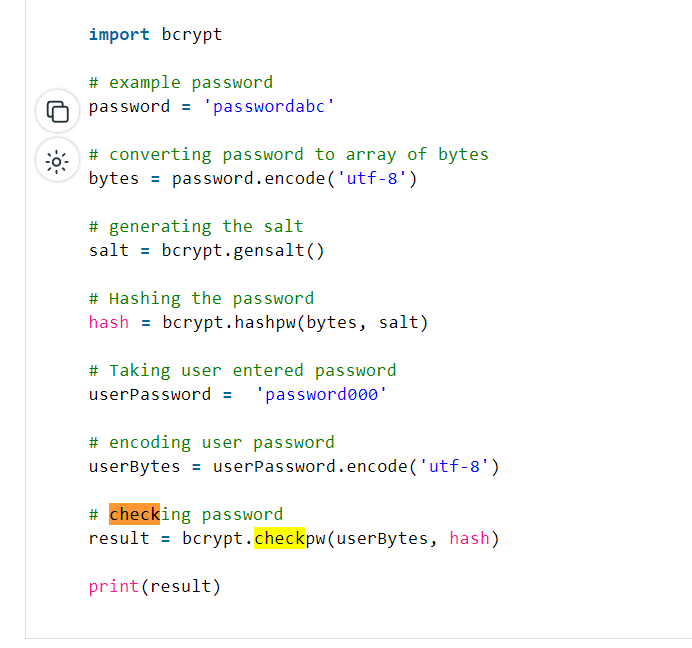 import bcrypt
# example password
password = 'passwordabc'
# converting password to array of bytes
bytes = password.encode('utf-8')
# generating the salt
salt = bcrypt.gensalt()
# Hashing the password
hash = bcrypt.hashpw(bytes, salt)
# Taking user entered password
userPassword =  'password000'
# encoding user password
userBytes = userPassword.encode('utf-8')
# checking password
result = bcrypt.checkpw(userBytes, hash)
print(result)